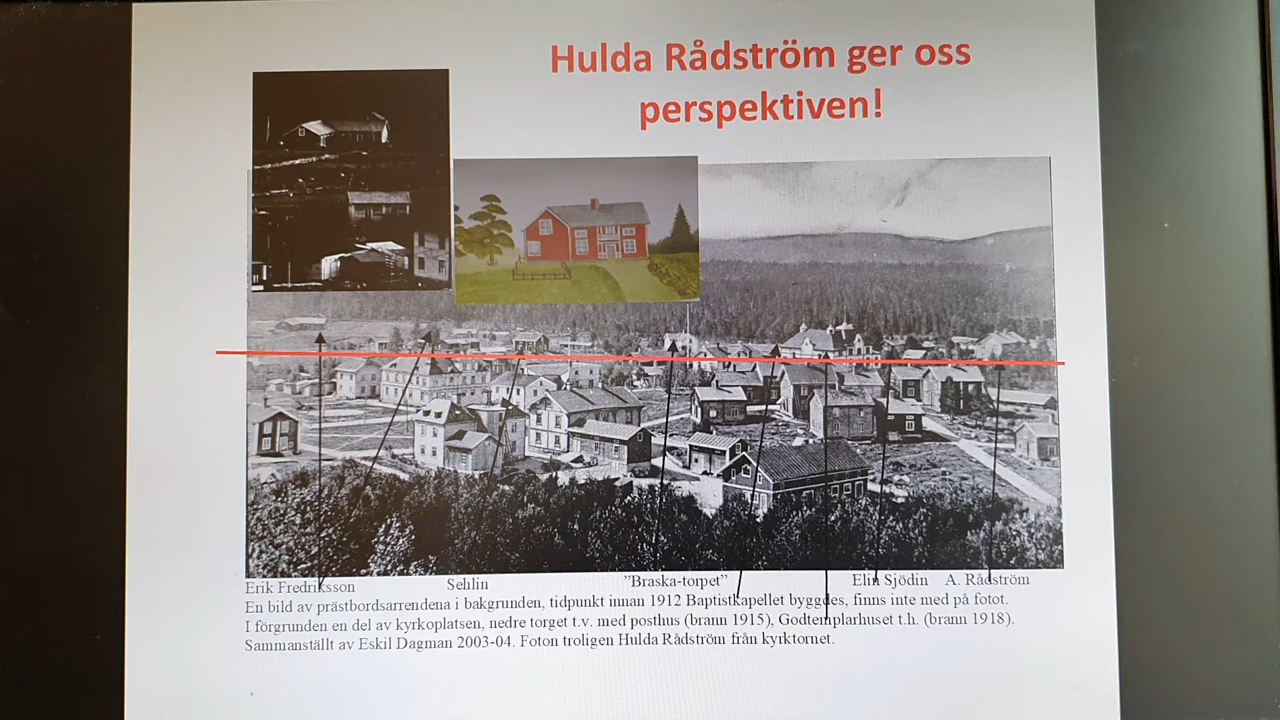 Hulda Rådström ger oss
perspektiven!
Erik Fredriksson Sehlin ”Braska-torpet” Elin Sjödin A. Rådström
En bild av prästbordsarrendena i bakgrunden, tidpunkt innan 1912 Baptistkapellet byggdes, finns inte med på fotot.
I förgrunden en del av kyrkoplatsen, nedre torget t.v. med posthus (brann 1915), Godtemplarhuset t.h. (brann 1918).
Sammanställt av Eskil Dagman 2003-04. Foton troligen Hulda Rådström från kyrktornet.